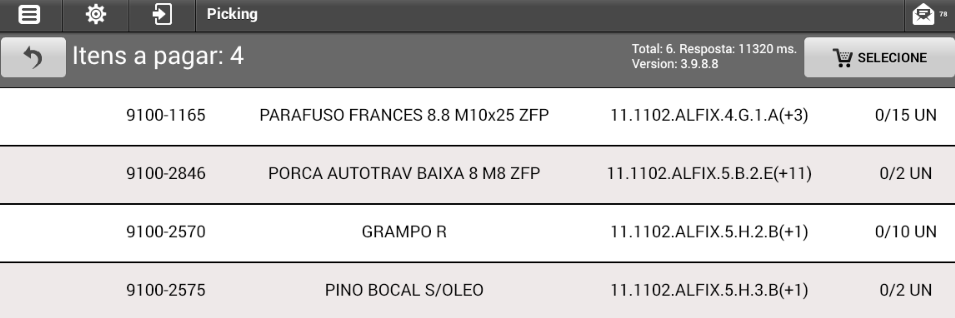 Picking
78
Itens a pagar: 4
Total: 6. Resposta: 11320 ms.
Version: 3.9.8.8
SELECIONE
9100-1165 PARAFUSO FRANCES 8.8 M10x25 ZFP 11.1102.ALFIX.4.G.1.A(+3) 0/15 UN
9100-2846 PORCA AUTOTRAV BAIXA 8 M8 ZFP 11.1102.ALFIX.5.B.2.E(+11) 0/2 UN
9100-2570 GRAMPO R 11.1102.ALFIX.5.H.2.B(+1) 0/10 UN
9100-2575 PINO BOCAL S/OLEO 11.1102.ALFIX.5.H.3.B(+1) 0/2 UN